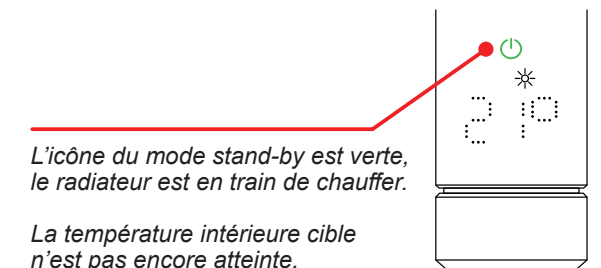 21°
L'icône du mode stand-by est verte,
le radiateur est en train de chauffer.
La température intérieure cible
n'est pas encore atteinte.